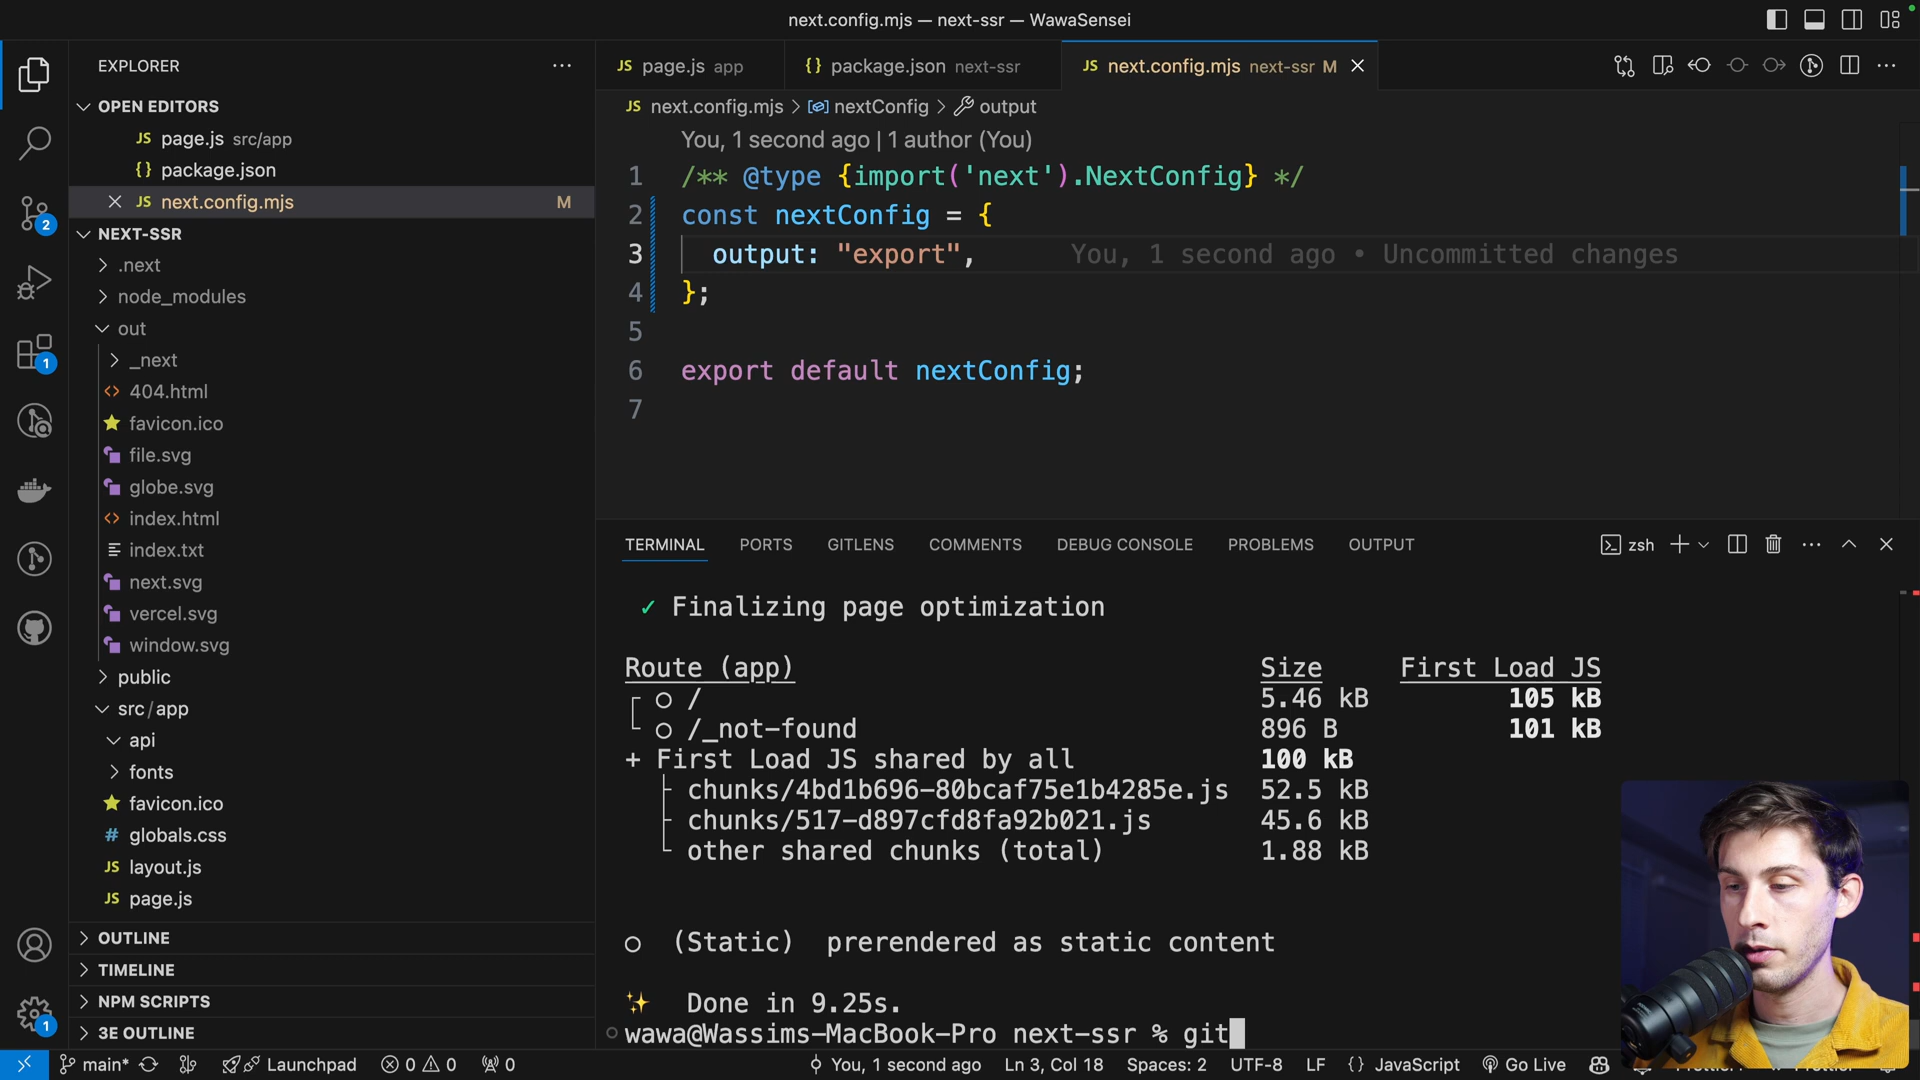 next.config.mjs — next-ssr — WawaSensei
EXPLORER
OPEN EDITORS
JS page.js src/app
{} package.json
JS next.config.mjs M
NEXT-SSR
.next
node_modules
out
_next
404.html
favicon.ico
file.svg
globe.svg
index.html
index.txt
next.svg
vercel.svg
window.svg
public
src/app
api
fonts
favicon.ico
# globals.css
JS layout.js
JS page.js
OUTLINE
TIMELINE
NPM SCRIPTS
3E OUTLINE
2
1
1
JS page.js app
{} package.json next-ssr
JS next.config.mjs next-ssr M
JS next.config.mjs > nextConfig > output
You, 1 second ago | 1 author (You)
1 /** @type {import('next').NextConfig} */
2 const nextConfig = {
3 output: "export", You, 1 second ago • Uncommitted changes
4 };
5
6 export default nextConfig;
7
TERMINAL PORTS GITLENS COMMENTS DEBUG CONSOLE PROBLEMS OUTPUT
zsh
✓ Finalizing page optimization
Route (app) Size First Load JS
┌ ○ / 5.46 kB 105 kB
└ ○ /_not-found 896 B 101 kB
+ First Load JS shared by all 100 kB
├ chunks/4bd1b696-80bcaf75e1b4285e.js 52.5 kB
├ chunks/517-d897cfd8fa92b021.js 45.6 kB
└ other shared chunks (total) 1.88 kB
○ (Static) prerendered as static content
✨ Done in 9.25s.
wawa@Wassims-MacBook-Pro next-ssr % git
main* Launchpad 0 0 0 You, 1 second ago Ln 3, Col 18 Spaces: 2 UTF-8 LF {} JavaScript Go Live